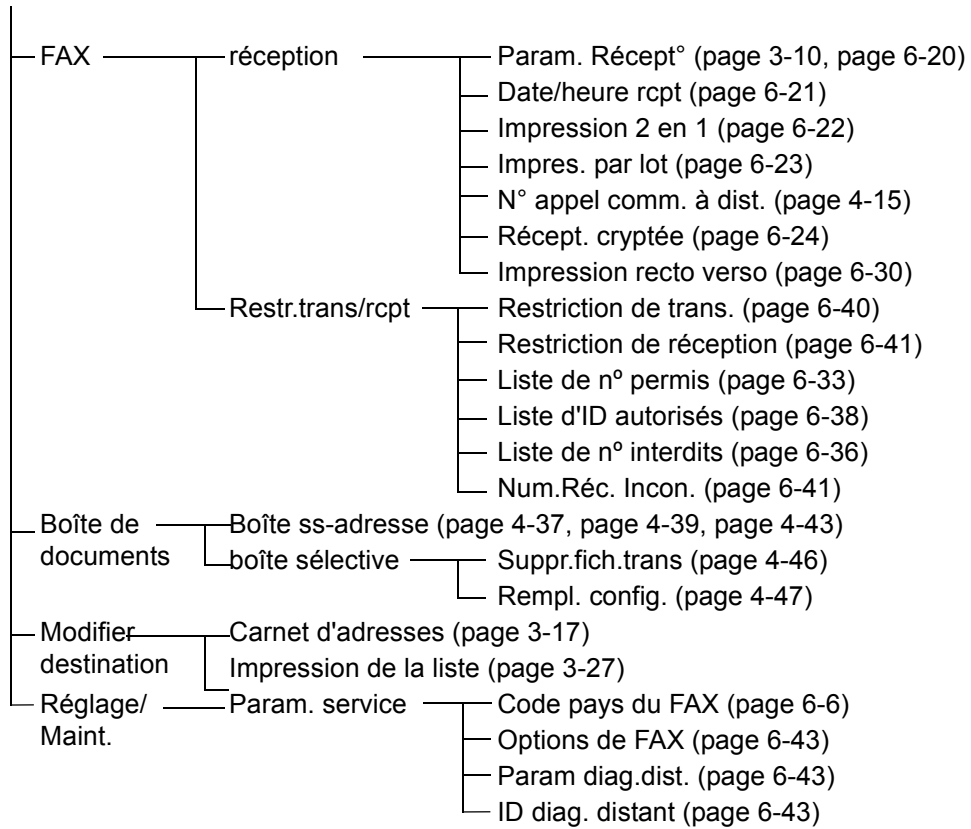 FAX réception Param. Récept° (page 3-10, page 6-20)
Date/heure rcpt (page 6-21)
Impression 2 en 1 (page 6-22)
Impres. par lot (page 6-23)
N° appel comm. à dist. (page 4-15)
Récept. cryptée (page 6-24)
Impression recto verso (page 6-30)
Restr.trans/rcpt Restriction de trans. (page 6-40)
Restriction de réception (page 6-41)
Liste de nº permis (page 6-33)
Liste d'ID autorisés (page 6-38)
Liste de nº interdits (page 6-36)
Num.Réc. Incon. (page 6-41)
Boîte de Boîte ss-adresse (page 4-37, page 4-39, page 4-43)
documents boîte sélective Suppr.fich.trans (page 4-46)
Rempl. config. (page 4-47)
Modifier Carnet d'adresses (page 3-17)
destination Impression de la liste (page 3-27)
Réglage/ Param. service Code pays du FAX (page 6-6)
Maint. Options de FAX (page 6-43)
Param diag.dist. (page 6-43)
ID diag. distant (page 6-43)